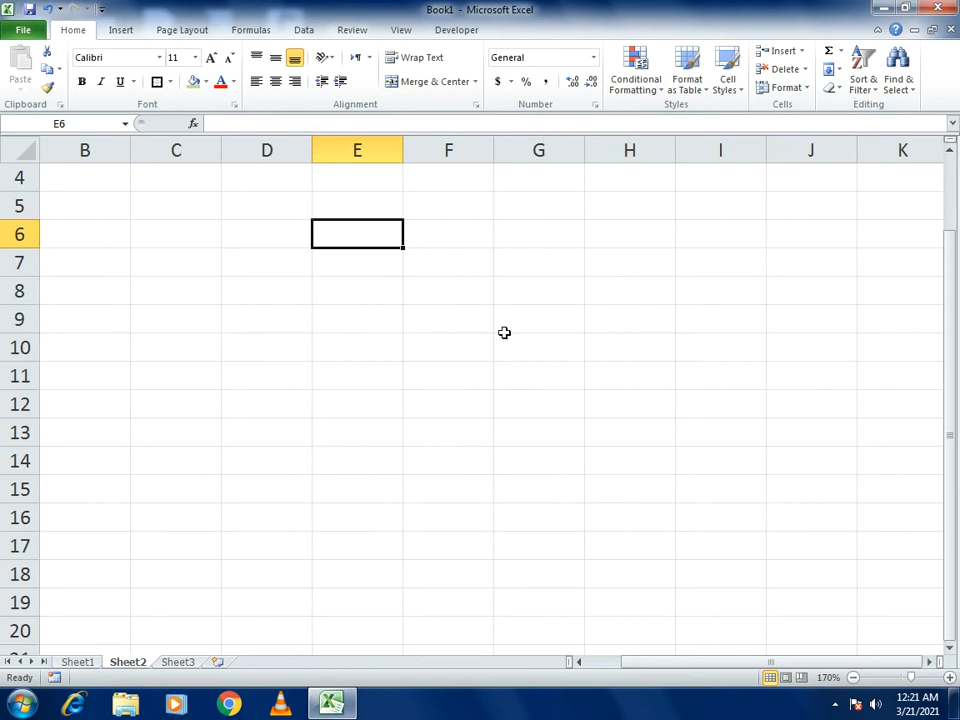 Book1 - Microsoft Excel
File Home Insert Page Layout Formulas Data Review View Developer
Paste
Clipboard
Calibri 11
B I U
Font
Wrap Text
Merge & Center
Alignment
General
$ % ,
Number
Conditional Formatting
Format as Table
Cell Styles
Styles
Insert
Delete
Format
Cells
Σ
Sort & Filter
Find & Select
Editing
E6 fx
B C D E F G H I J K
4
5
6
7
8
9
10
11
12
13
14
15
16
17
18
19
20
Sheet1 Sheet2 Sheet3
Ready 170%
12:21 AM
3/21/2021